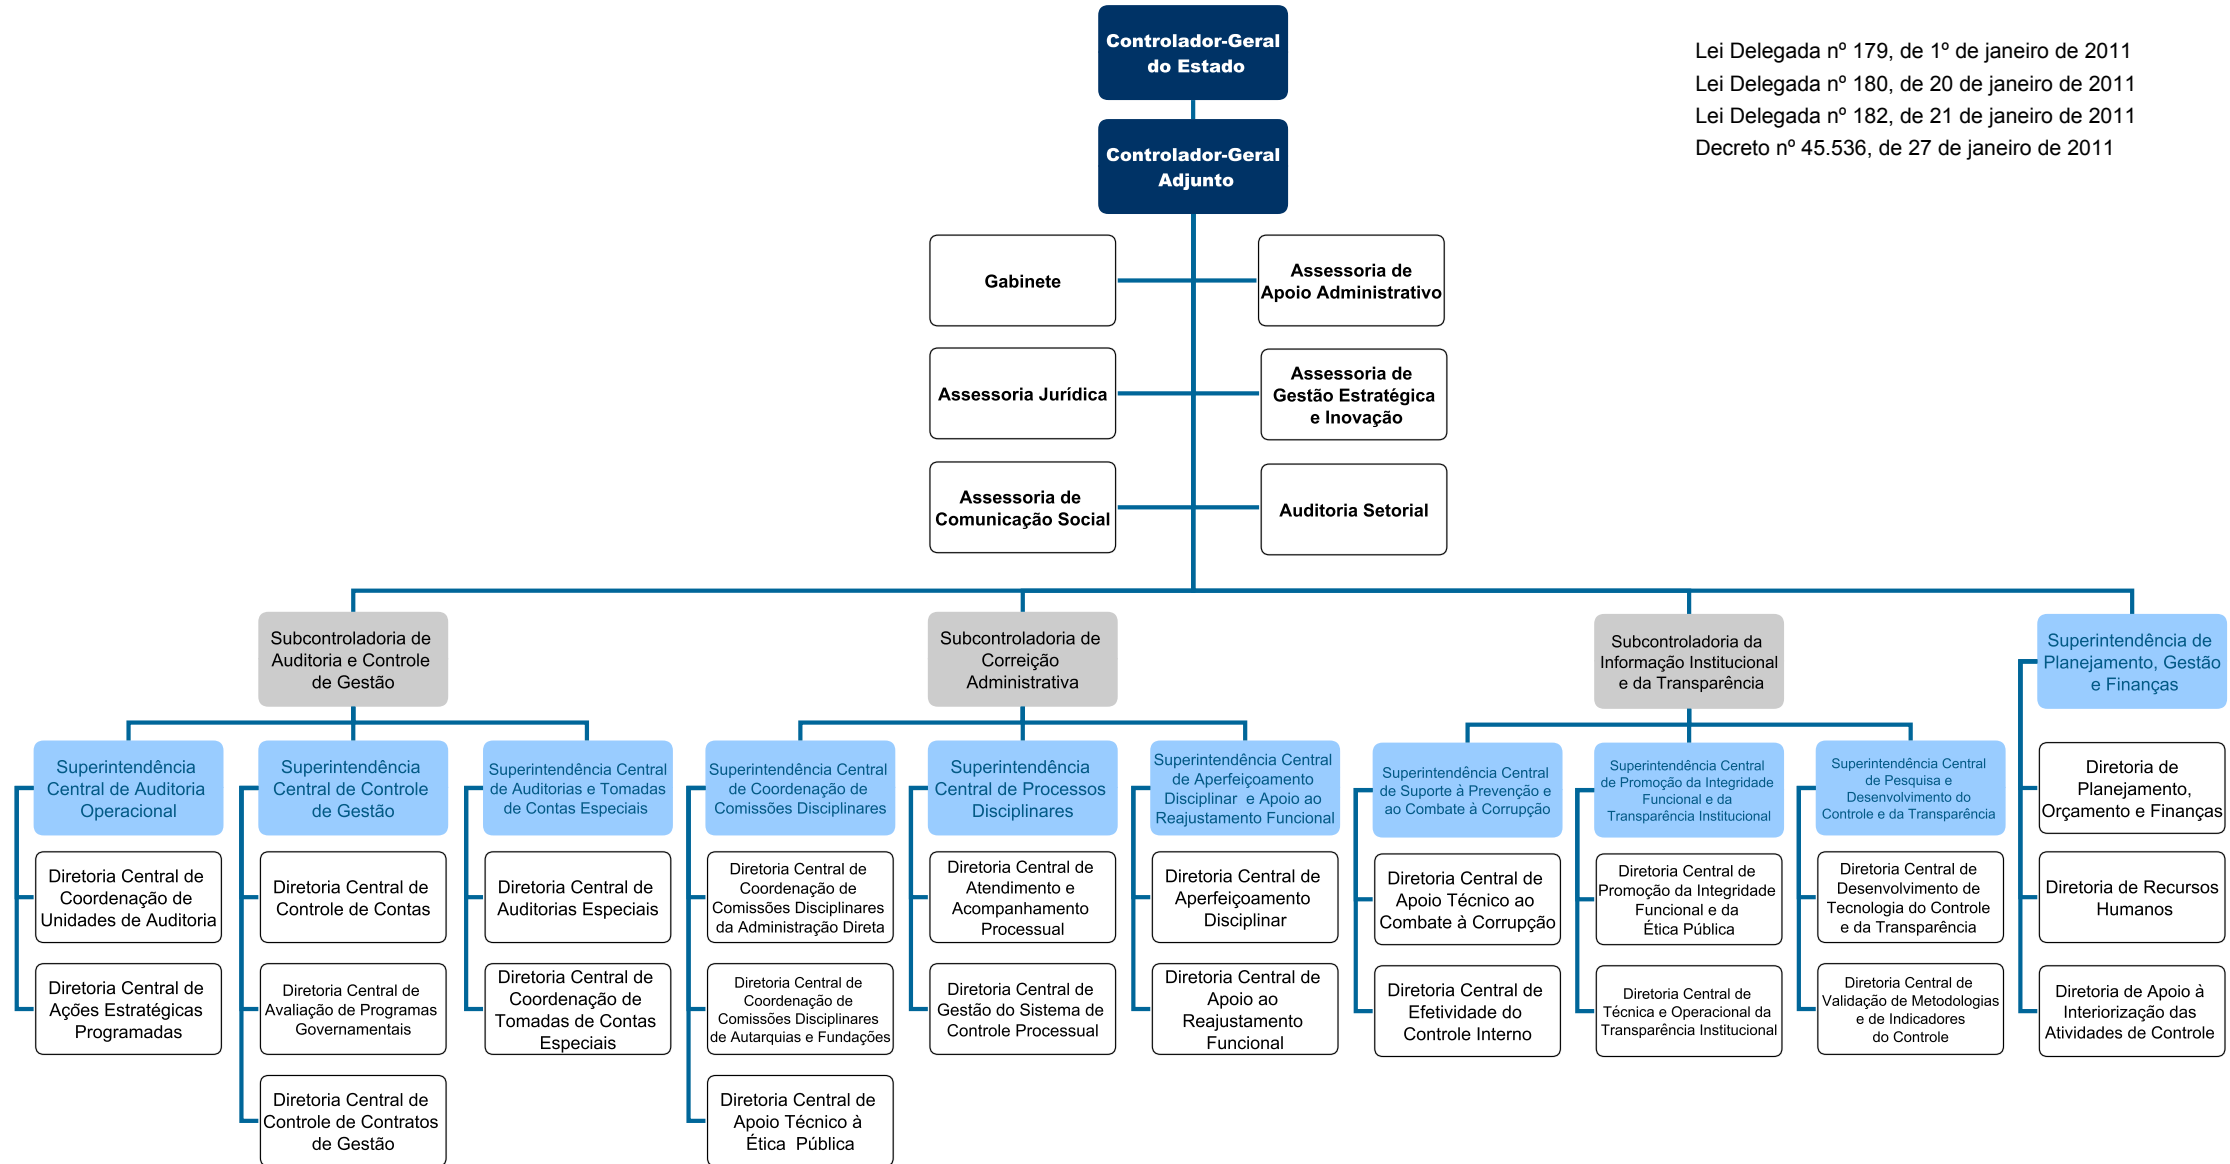 Controlador-Geral
do Estado
Lei Delegada nº 179, de 1º de janeiro de 2011
Lei Delegada nº 180, de 20 de janeiro de 2011
Lei Delegada nº 182, de 21 de janeiro de 2011
Decreto nº 45.536, de 27 de janeiro de 2011
Controlador-Geral
Adjunto
Gabinete
Assessoria de
Apoio Administrativo
Assessoria Jurídica
Assessoria de
Gestão Estratégica
e Inovação
Assessoria de
Comunicação Social
Auditoria Setorial
Subcontroladoria de
Auditoria e Controle
de Gestão
Subcontroladoria de
Correição
Administrativa
Subcontroladoria da
Informação Institucional
e da Transparência
Superintendência de
Planejamento, Gestão
e Finanças
Superintendência
Central de Auditoria
Operacional
Superintendência
Central de Controle
de Gestão
Superintendência Central
de Auditorias e Tomadas
de Contas Especiais
Superintendência Central
de Coordenação de
Comissões Disciplinares
Superintendência
Central de Processos
Disciplinares
Superintendência Central
de Aperfeiçoamento
Disciplinar e Apoio ao
Reajustamento Funcional
Superintendência Central
de Suporte à Prevenção e
ao Combate à Corrupção
Superintendência Central
de Promoção da Integridade
Funcional e da
Transparência Institucional
Superintendência Central
de Pesquisa e
Desenvolvimento do
Controle e da Transparência
Diretoria de
Planejamento,
Orçamento e Finanças
Diretoria Central de
Coordenação de
Unidades de Auditoria
Diretoria Central de
Controle de Contas
Diretoria Central de
Auditorias Especiais
Diretoria Central de
Coordenação de
Comissões Disciplinares
da Administração Direta
Diretoria Central de
Atendimento e
Acompanhamento
Processual
Diretoria Central de
Aperfeiçoamento
Disciplinar
Diretoria Central de
Apoio Técnico ao
Combate à Corrupção
Diretoria Central de
Promoção da Integridade
Funcional e da
Ética Pública
Diretoria Central de
Desenvolvimento de
Tecnologia do Controle
e da Transparência
Diretoria de Recursos
Humanos
Diretoria Central de
Ações Estratégicas
Programadas
Diretoria Central de
Avaliação de Programas
Governamentais
Diretoria Central de
Coordenação de
Tomadas de Contas
Especiais
Diretoria Central de
Coordenação de
Comissões Disciplinares
de Autarquias e Fundações
Diretoria Central de
Gestão do Sistema de
Controle Processual
Diretoria Central de
Apoio ao
Reajustamento
Funcional
Diretoria Central de
Efetividade do
Controle Interno
Diretoria Central de
Técnica e Operacional da
Transparência Institucional
Diretoria Central de
Validação de Metodologias
e de Indicadores
do Controle
Diretoria de Apoio à
Interiorização das
Atividades de Controle
Diretoria Central de
Controle de Contratos
de Gestão
Diretoria Central de
Apoio Técnico à
Ética Pública